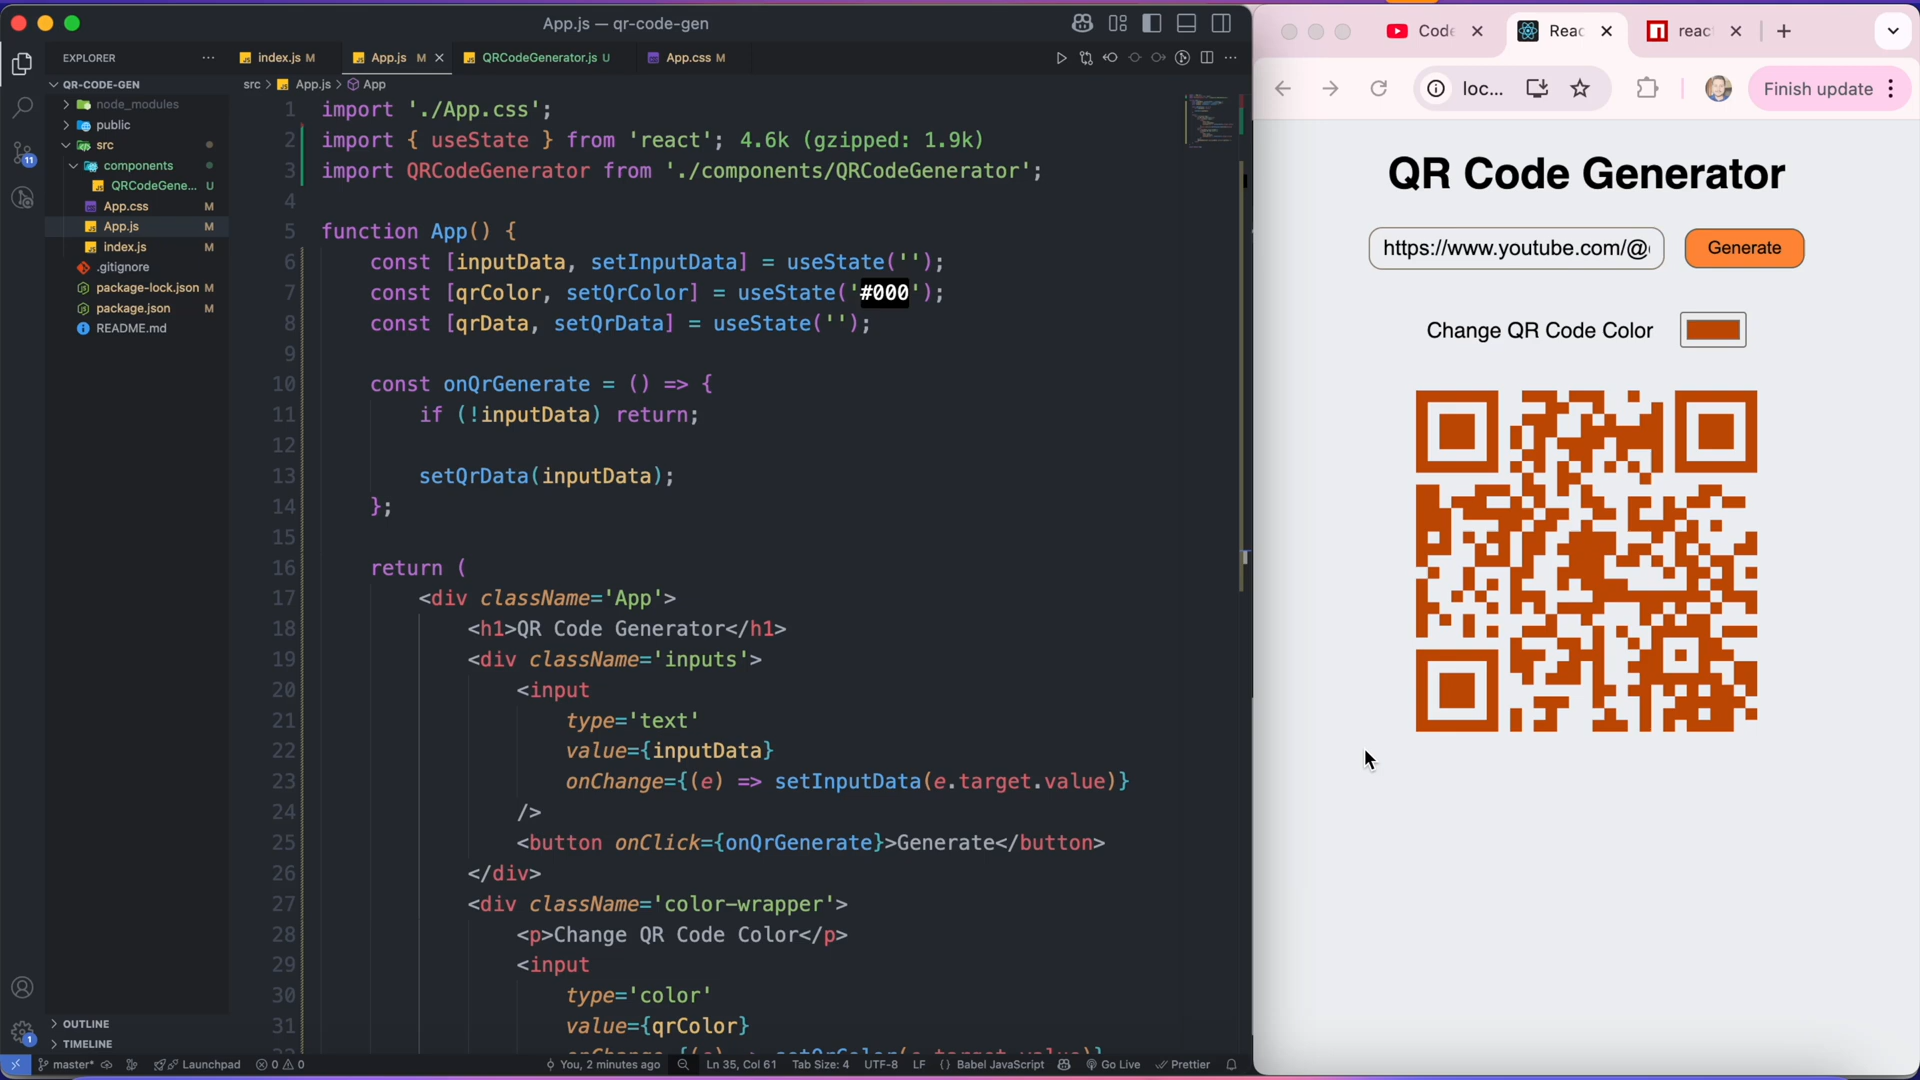 App.js — qr-code-gen
EXPLORER
index.js M
App.js M
QRCodeGenerator.js U
App.css M
QR-CODE-GEN
node_modules
public
src
components
QRCodeGene... U
App.css M
App.js M
index.js M
.gitignore
package-lock.json M
package.json M
README.md
OUTLINE
TIMELINE
src > App.js > App
1 import './App.css';
2 import { useState } from 'react'; 4.6k (gzipped: 1.9k)
3 import QRCodeGenerator from './components/QRCodeGenerator';
4
5 function App() {
6 const [inputData, setInputData] = useState('');
7 const [qrColor, setQrColor] = useState('#000');
8 const [qrData, setQrData] = useState('');
9
10 const onQrGenerate = () => {
11 if (!inputData) return;
12
13 setQrData(inputData);
14 };
15
16 return (
17 <div className='App'>
18 <h1>QR Code Generator</h1>
19 <div className='inputs'>
20 <input
21 type='text'
22 value={inputData}
23 onChange={(e) => setInputData(e.target.value)}
24 />
25 <button onClick={onQrGenerate}>Generate</button>
26 </div>
27 <div className='color-wrapper'>
28 <p>Change QR Code Color</p>
29 <input
30 type='color'
31 value={qrColor}
11
1
master*
Launchpad
0 0
You, 2 minutes ago
Ln 35, Col 61
Tab Size: 4
UTF-8
LF
{} Babel JavaScript
Go Live
Prettier
Code
Reac
reac
loc...
Finish update
QR Code Generator
https://www.youtube.com/@
Generate
Change QR Code Color